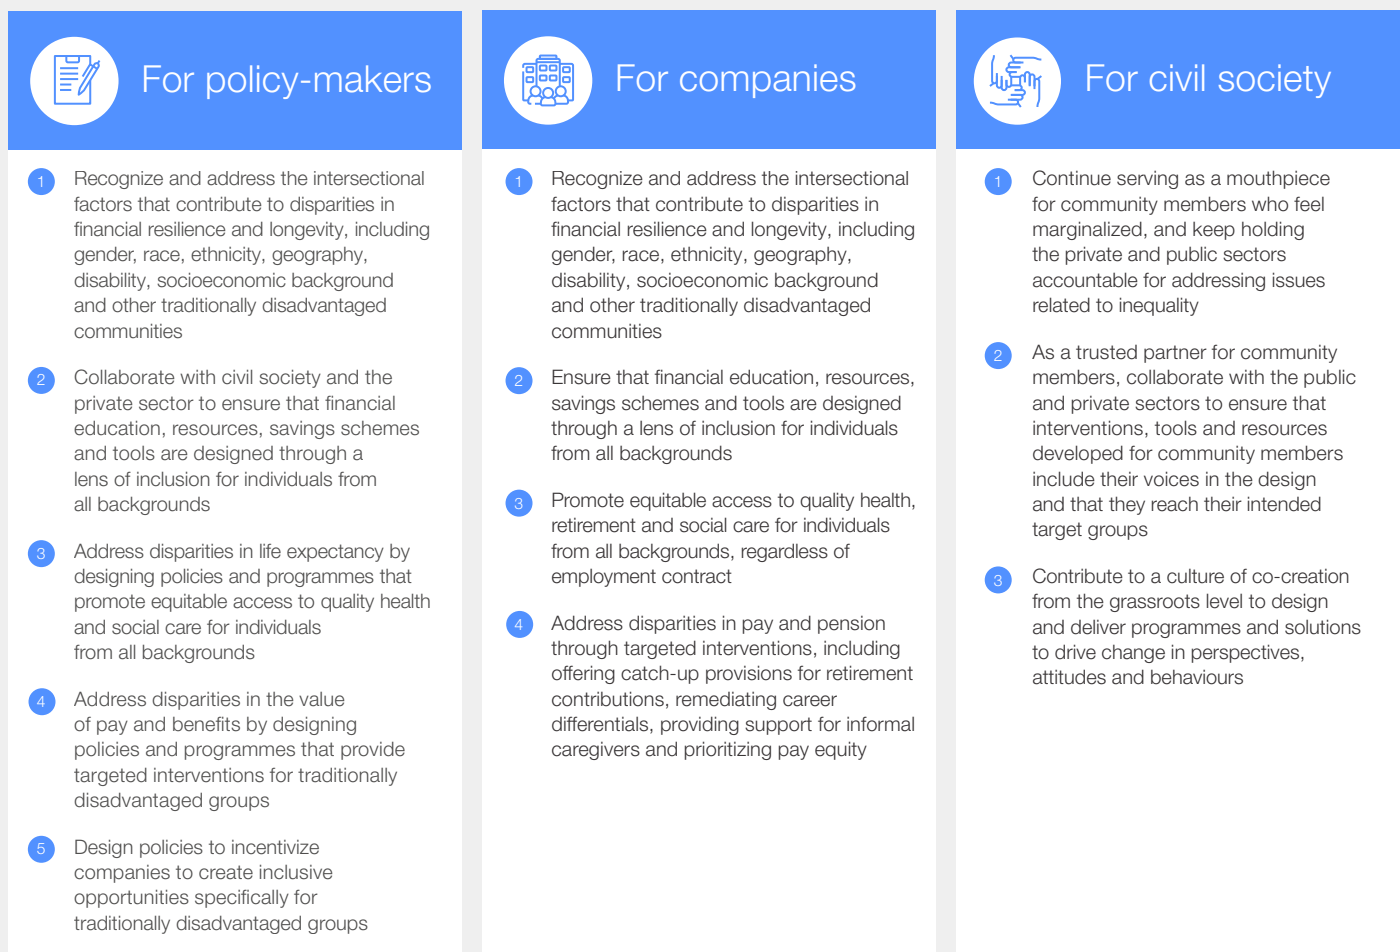 For policy-makers
1
Recognize and address the intersectional
factors that contribute to disparities in
financial resilience and longevity, including
gender, race, ethnicity, geography,
disability, socioeconomic background
and other traditionally disadvantaged
communities
2
Collaborate with civil society and the
private sector to ensure that financial
education, resources, savings schemes
and tools are designed through a
lens of inclusion for individuals from
all backgrounds
3
Address disparities in life expectancy by
designing policies and programmes that
promote equitable access to quality health
and social care for individuals
from all backgrounds
4
Address disparities in the value
of pay and benefits by designing
policies and programmes that provide
targeted interventions for traditionally
disadvantaged groups
5
Design policies to incentivize
companies to create inclusive
opportunities specifically for
traditionally disadvantaged groups
For companies
1
Recognize and address the intersectional
factors that contribute to disparities in
financial resilience and longevity, including
gender, race, ethnicity, geography,
disability, socioeconomic background
and other traditionally disadvantaged
communities
2
Ensure that financial education, resources,
savings schemes and tools are designed
through a lens of inclusion for individuals
from all backgrounds
3
Promote equitable access to quality health,
retirement and social care for individuals
from all backgrounds, regardless of
employment contract
4
Address disparities in pay and pension
through targeted interventions, including
offering catch-up provisions for retirement
contributions, remediating career
differentials, providing support for informal
caregivers and prioritizing pay equity
For civil society
1
Continue serving as a mouthpiece
for community members who feel
marginalized, and keep holding
the private and public sectors
accountable for addressing issues
related to inequality
2
As a trusted partner for community
members, collaborate with the public
and private sectors to ensure that
interventions, tools and resources
developed for community members
include their voices in the design
and that they reach their intended
target groups
3
Contribute to a culture of co-creation
from the grassroots level to design
and deliver programmes and solutions
to drive change in perspectives,
attitudes and behaviours